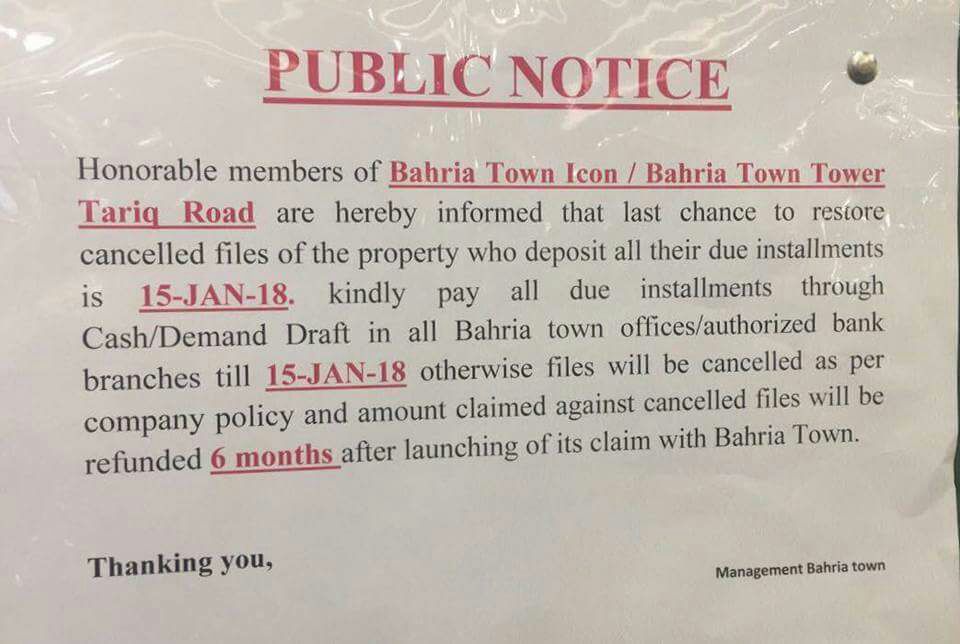 PUBLIC NOTICE
Honorable members of Bahria Town Icon / Bahria Town Tower
Tariq Road are hereby informed that last chance to restore
cancelled files of the property who deposit all their due installments
is 15-JAN-18. kindly pay all due installments through
Cash/Demand Draft in all Bahria town offices/authorized bank
branches till 15-JAN-18 otherwise files will be cancelled as per
company policy and amount claimed against cancelled files will be
refunded 6 months after launching of its claim with Bahria Town.
Thanking you,
Management Bahria town